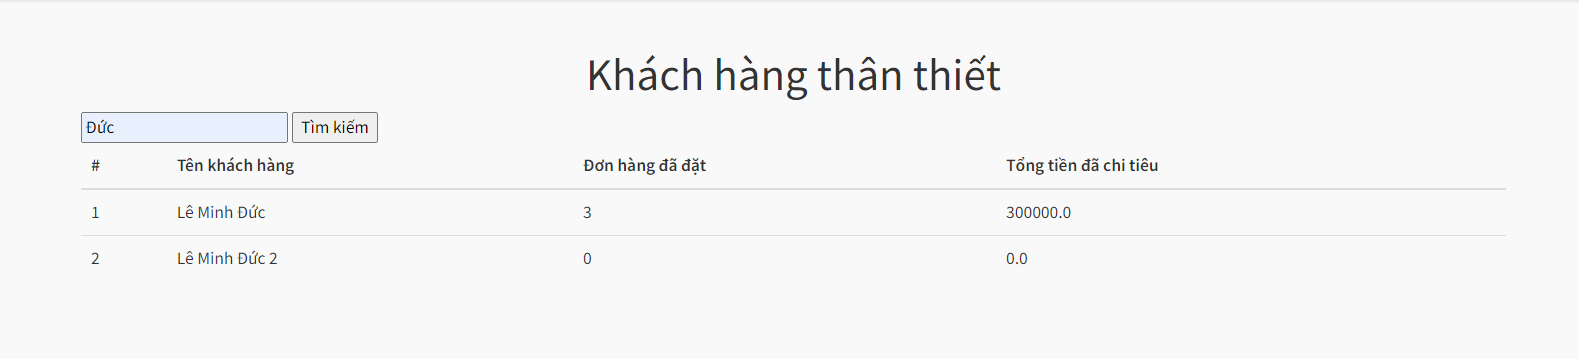 Khách hàng thân thiết
Đức Tìm kiếm
# Tên khách hàng Đơn hàng đã đặt Tổng tiền đã chi tiêu
1 Lê Minh Đức 3 300000.0
2 Lê Minh Đức 2 0 0.0